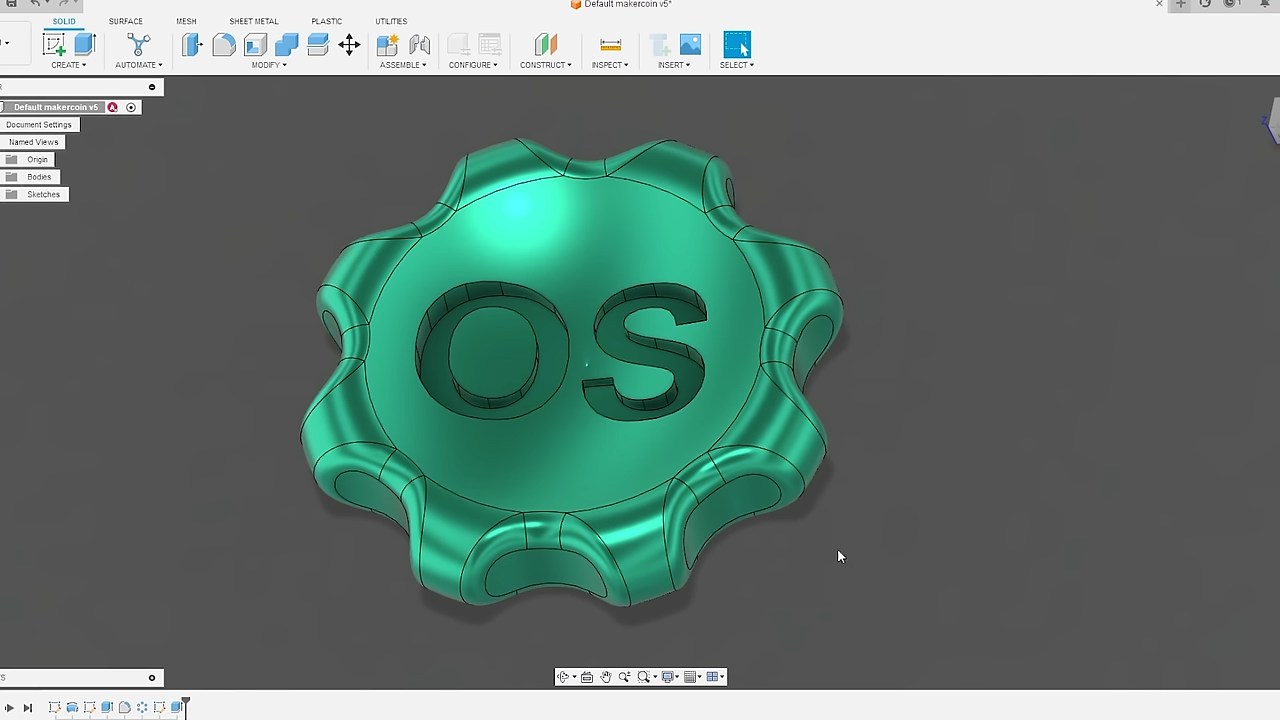 Default makercoin v5*
SOLID SURFACE MESH SHEET METAL PLASTIC UTILITIES
CREATE AUTOMATE MODIFY ASSEMBLE CONFIGURE CONSTRUCT INSPECT INSERT SELECT
Default makercoin v5
Document Settings
Named Views
Origin
Bodies
Sketches
OS